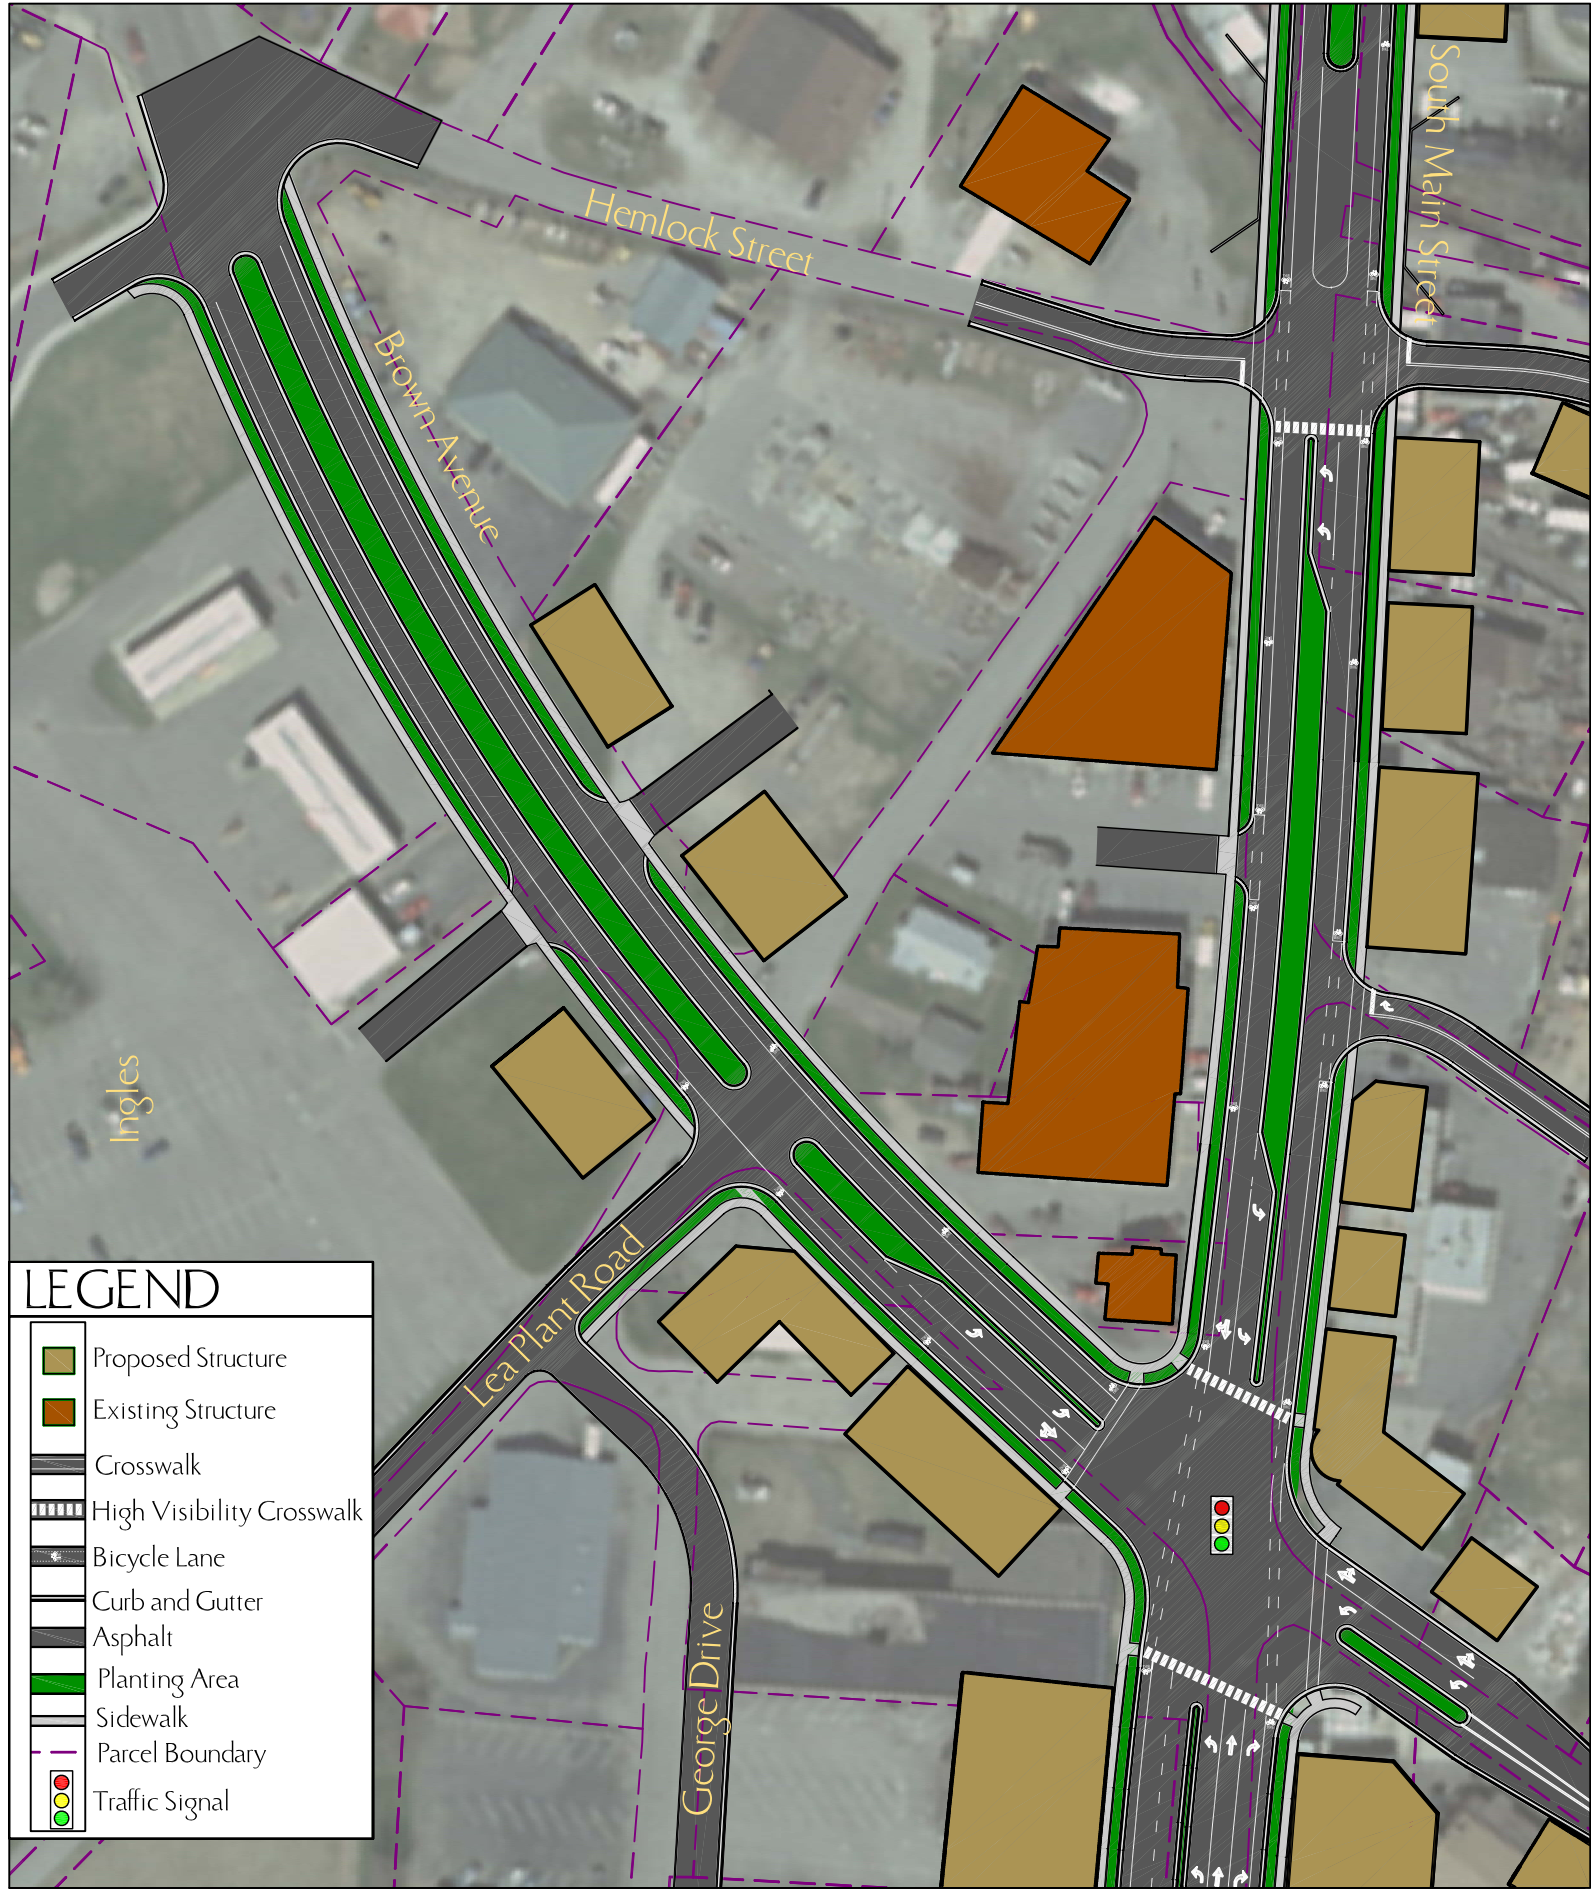 South Main Street
Hemlock Street
Brown Avenue
Ingles
Lea Plant Road
George Drive
LEGEND
Proposed Structure
Existing Structure
Crosswalk
High Visibility Crosswalk
Bicycle Lane
Curb and Gutter
Asphalt
Planting Area
Sidewalk
Parcel Boundary
Traffic Signal